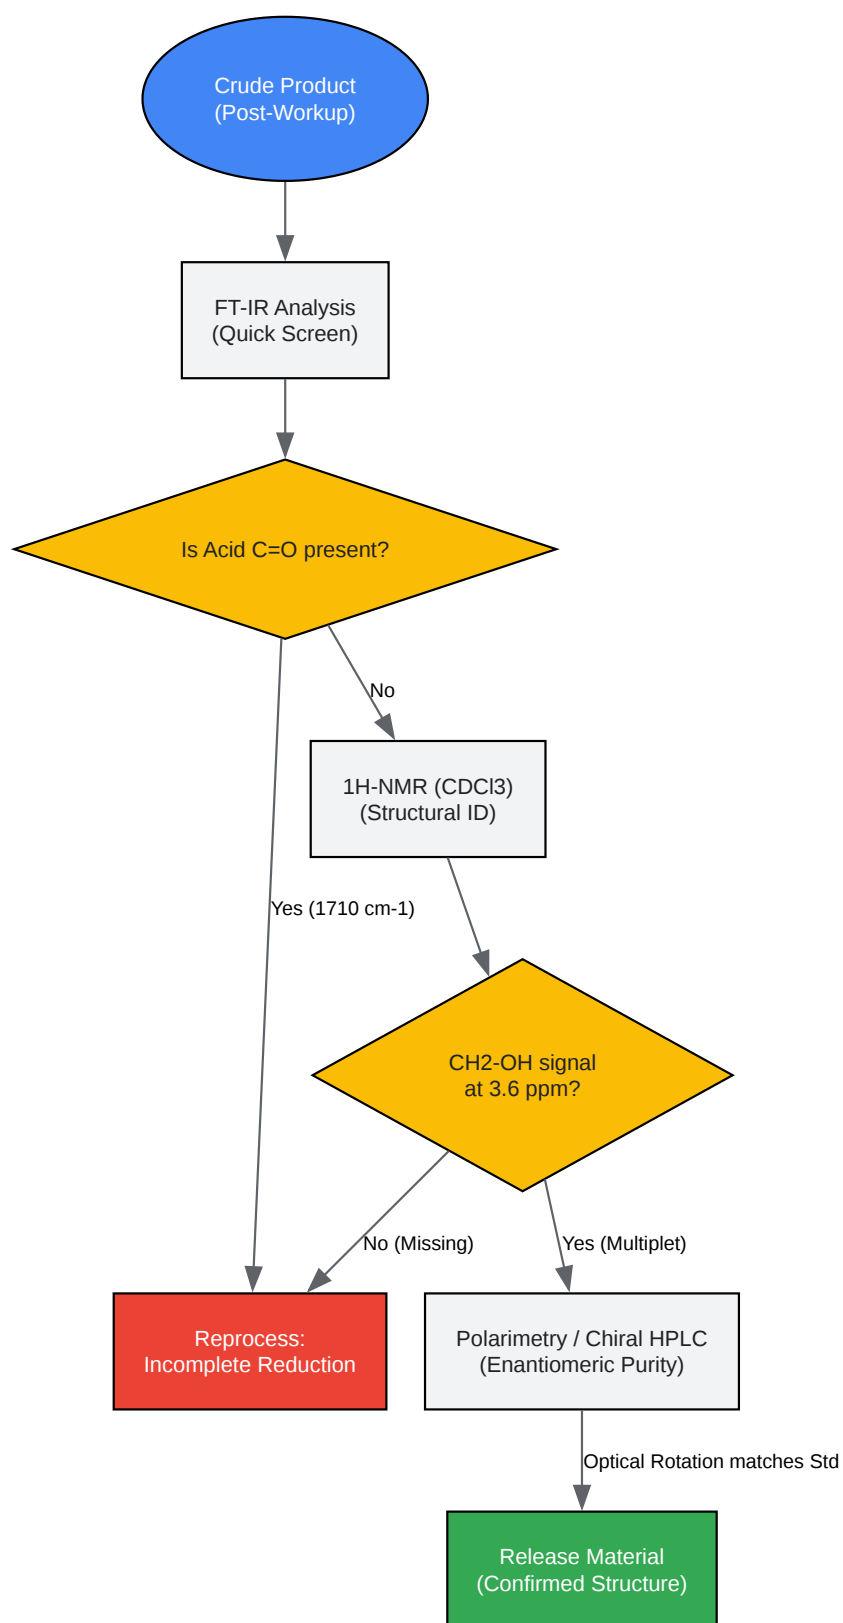 Crude Product
(Post-Workup)
FT-IR Analysis
(Quick Screen)
Is Acid C=O present?
No
1H-NMR (CDCl3)
(Structural ID)
Yes (1710 cm-1)
CH2-OH signal
at 3.6 ppm?
No (Missing)
Yes (Multiplet)
Reprocess:
Incomplete Reduction
Polarimetry / Chiral HPLC
(Enantiomeric Purity)
Optical Rotation matches Std
Release Material
(Confirmed Structure)